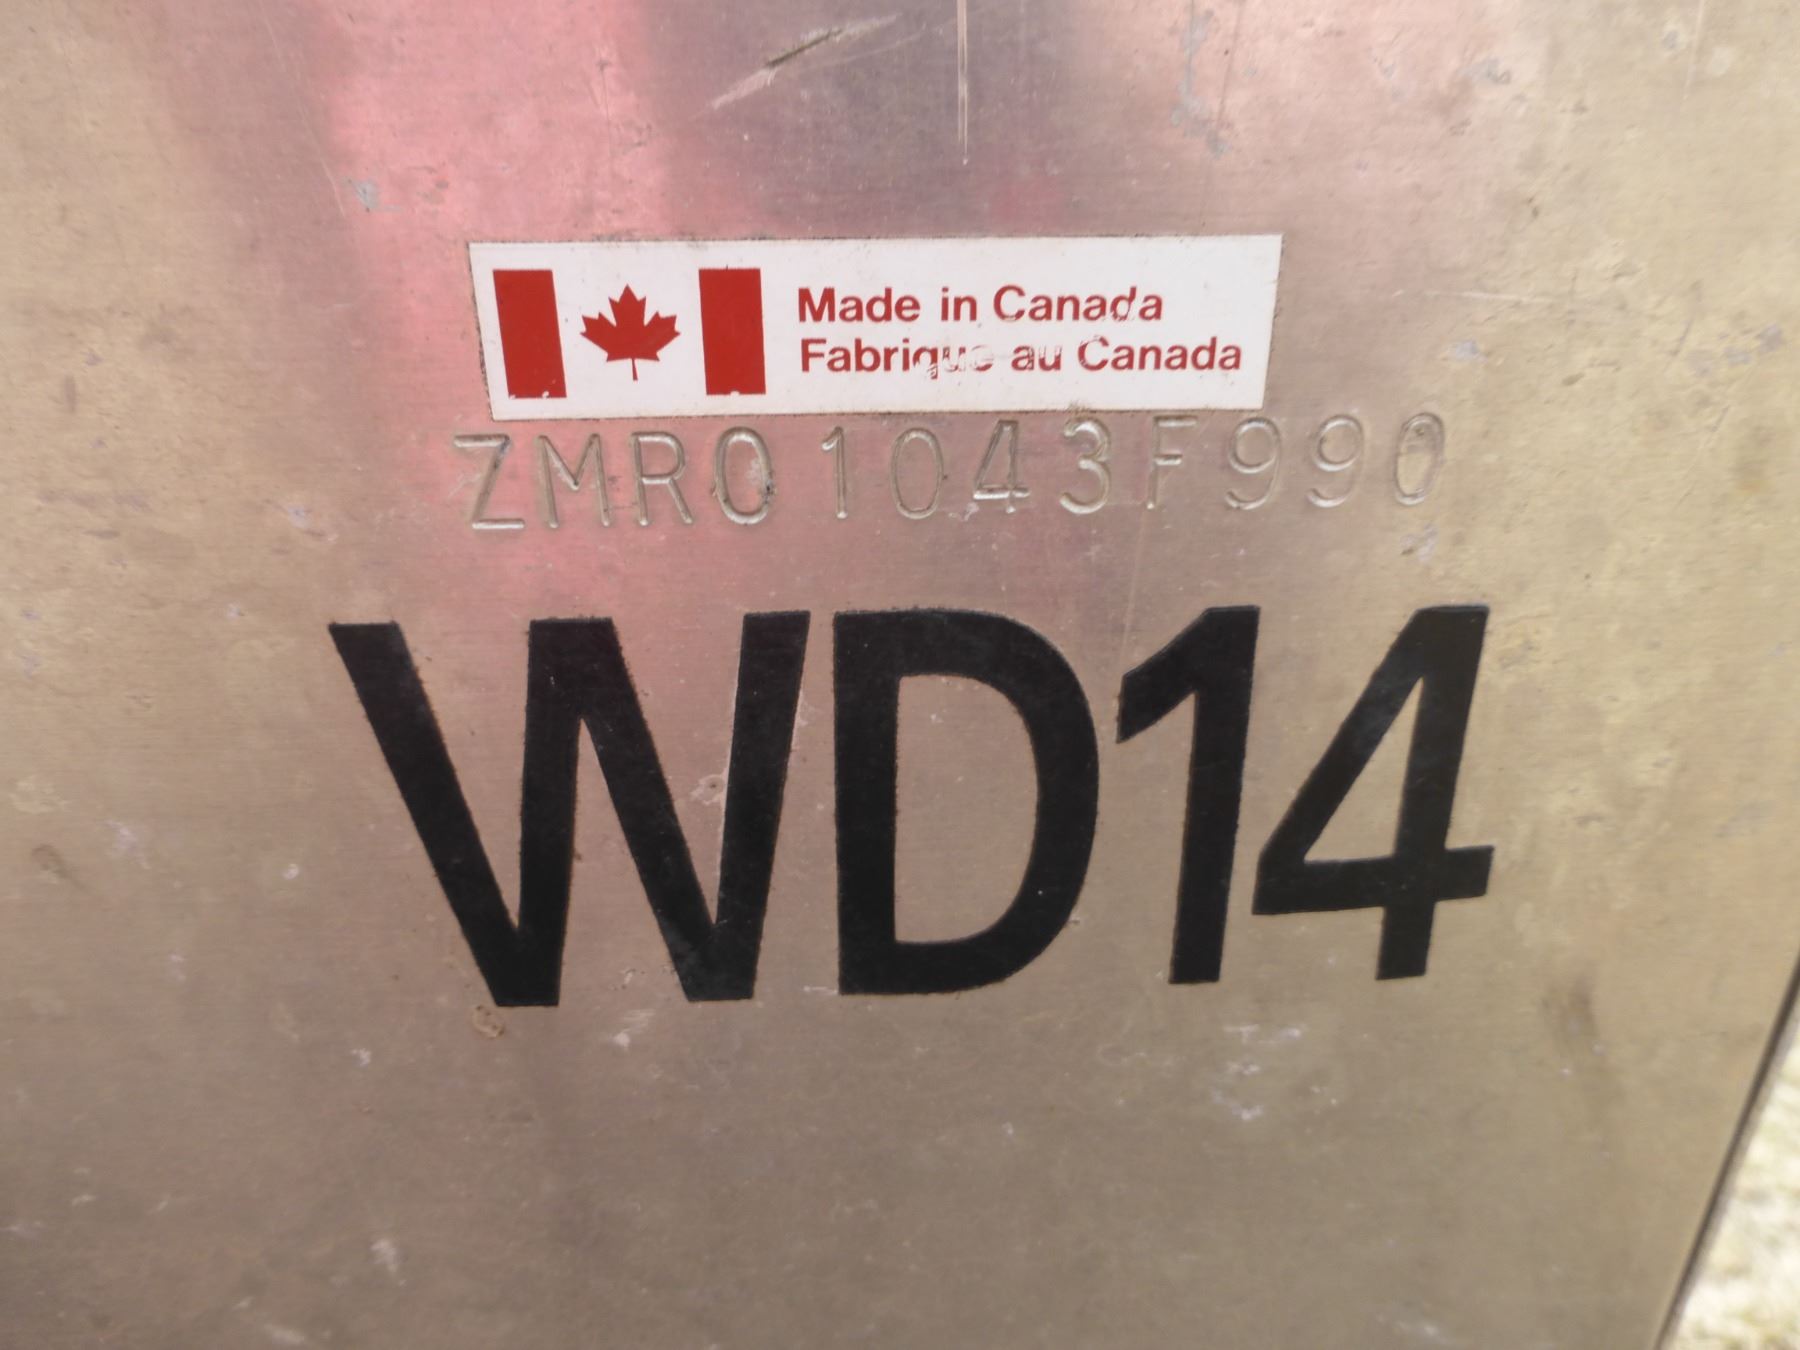 Made in Canada
Fabrique au Canada
ZMR01043F990
WD14